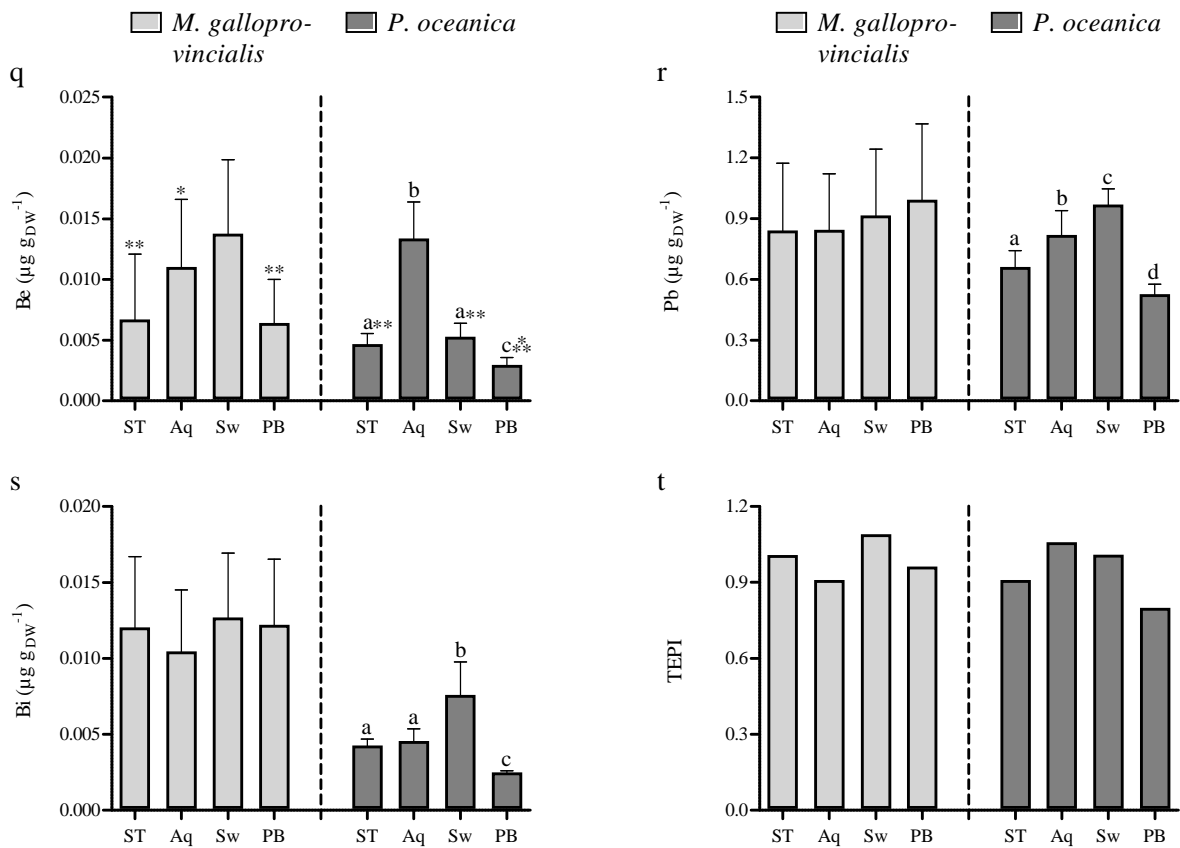 M. gallopro-
vincialis
P. oceanica
M. gallopro-
vincialis
P. oceanica
q
0.025
0.020
0.015
0.010
0.005
0.000
Be (µg gDW-1)
**
*
**
a**
b
a**
c***
ST Aq Sw PB ST Aq Sw PB
r
1.5
1.2
0.9
0.6
0.3
0.0
Pb (µg gDW-1)
a
b
c
d
ST Aq Sw PB ST Aq Sw PB
s
0.020
0.015
0.010
0.005
0.000
Bi (µg gDW-1)
a
a
b
c
ST Aq Sw PB ST Aq Sw PB
t
1.2
0.9
0.6
0.3
0.0
TEPI
ST Aq Sw PB ST Aq Sw PB